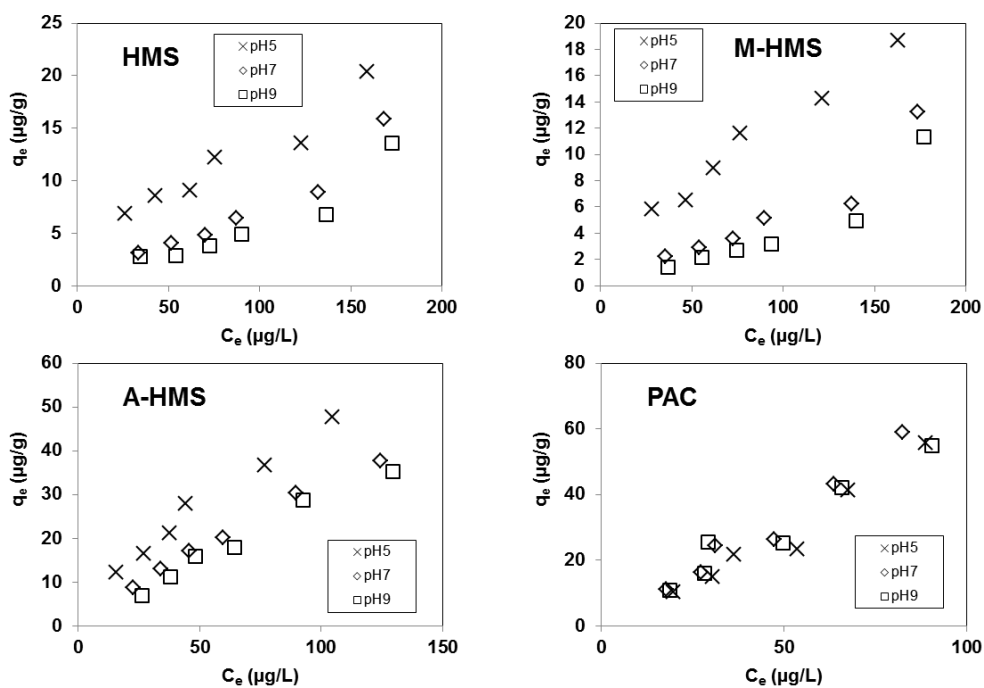 HMS
pH5
pH7
pH9
25
20
15
10
5
0
qe (µg/g)
0 50 100 150 200
Ce (µg/L)
M-HMS
pH5
pH7
pH9
20
18
16
14
12
10
8
6
4
2
0
qe (µg/g)
0 50 100 150 200
Ce (µg/L)
A-HMS
pH5
pH7
pH9
60
50
40
30
20
10
0
qe (µg/g)
0 50 100 150
Ce (µg/L)
PAC
pH5
pH7
pH9
80
60
40
20
0
qe (µg/g)
0 50 100
Ce (µg/L)